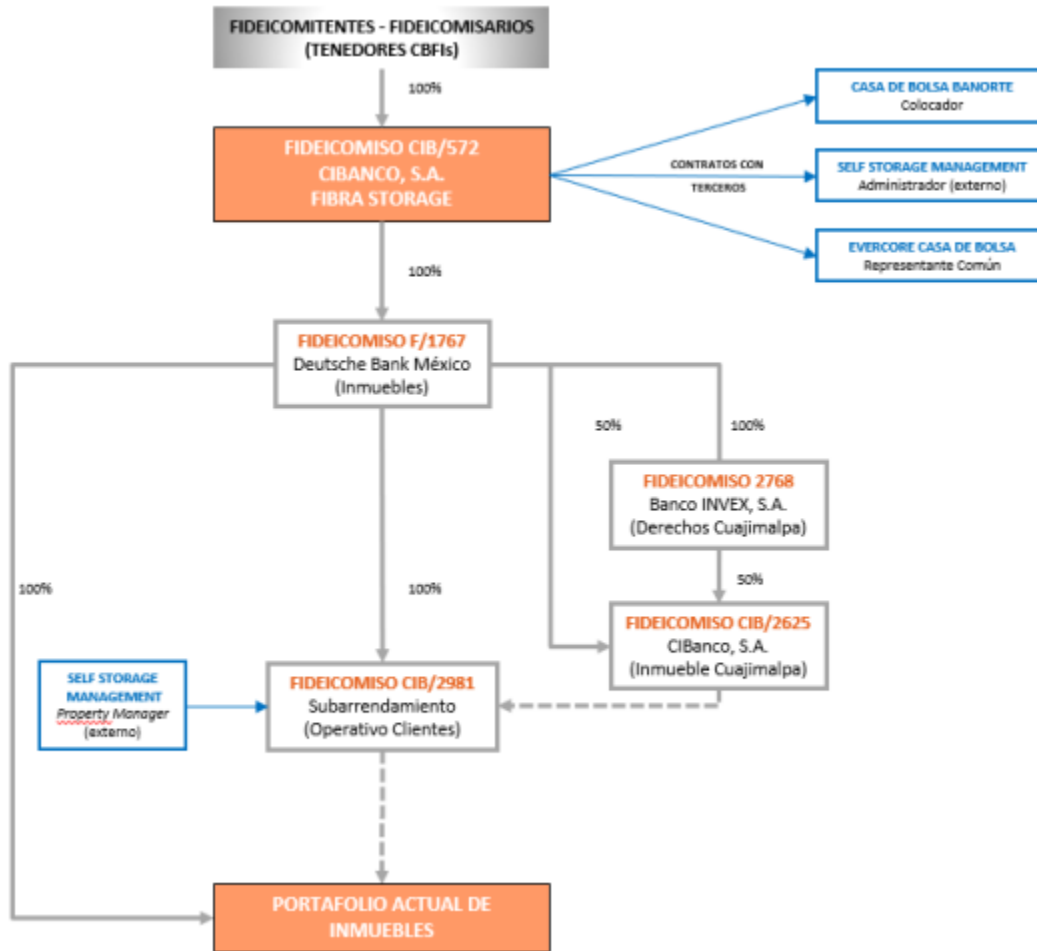 FIDEICOMITENTES - FIDEICOMISARIOS
(TENEDORES CBFIs)
100%
CASA DE BOLSA BANORTE
Colocador
FIDEICOMISO CIB/572
CIBANCO, S.A.
FIBRA STORAGE
CONTRATOS CON
TERCEROS
SELF STORAGE MANAGEMENT
Administrador (externo)
EVERCORE CASA DE BOLSA
Representante Común
100%
FIDEICOMISO F/1767
Deutsche Bank México
(Inmuebles)
50%
100%
FIDEICOMISO 2768
Banco INVEX, S.A.
(Derechos Cuajimalpa)
100%
100%
50%
FIDEICOMISO CIB/2625
CIBanco, S.A.
(Inmueble Cuajimalpa)
SELF STORAGE
MANAGEMENT
Property Manager
(externo)
FIDEICOMISO CIB/2981
Subarrendamiento
(Operativo Clientes)
PORTAFOLIO ACTUAL DE
INMUEBLES